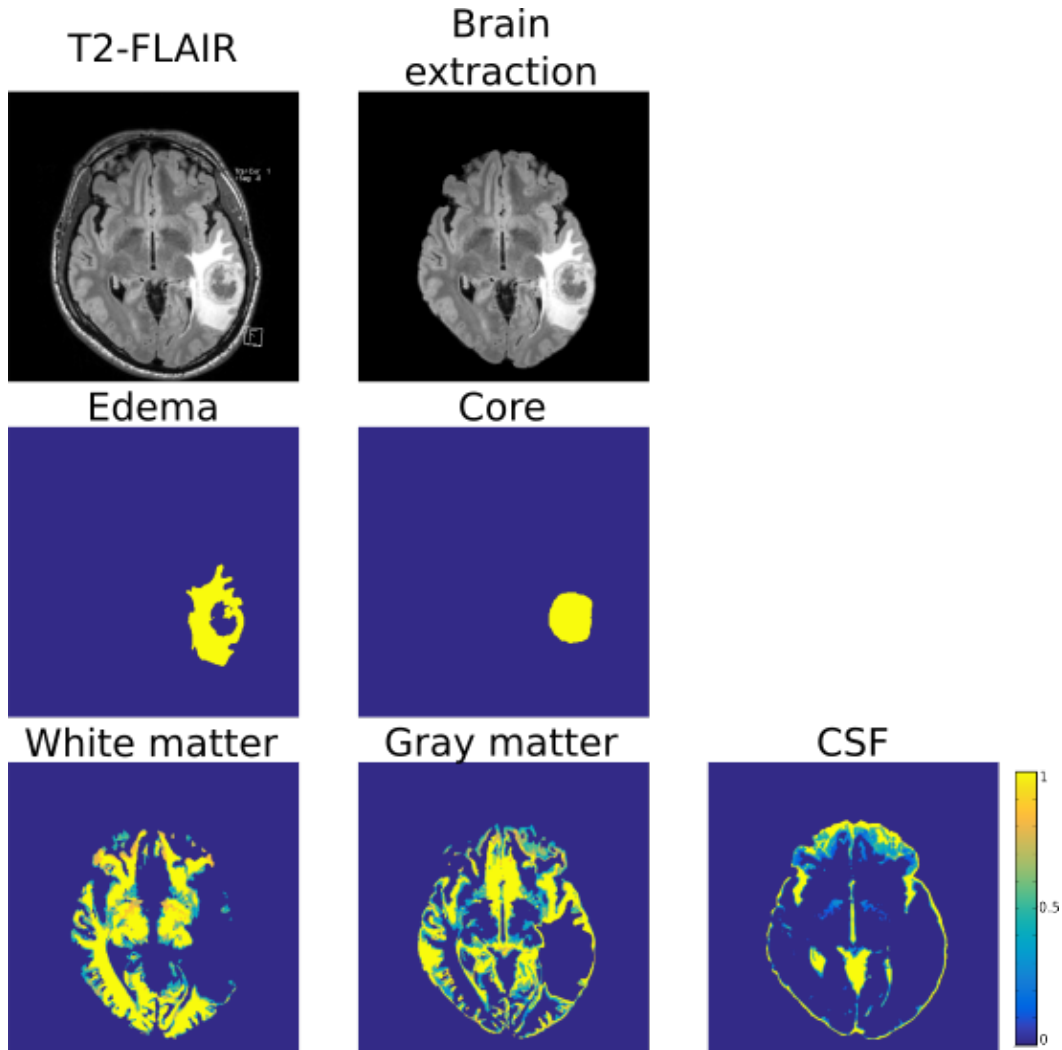 T2-FLAIR
Brain
extraction
Edema
Core
White matter
Gray matter
CSF
1
0.5
0